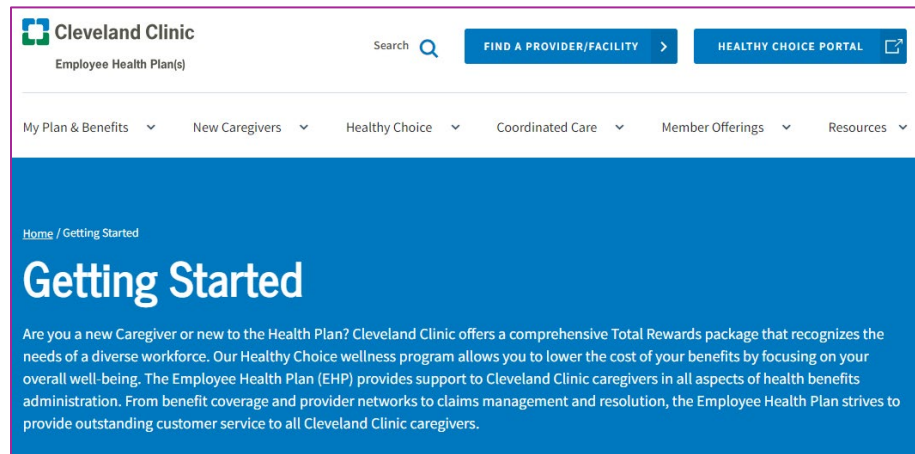 Cleveland Clinic
Employee Health Plan(s)
Search
FIND A PROVIDER/FACILITY
HEALTHY CHOICE PORTAL
My Plan & Benefits
New Caregivers
Healthy Choice
Coordinated Care
Member Offerings
Resources
Home / Getting Started
Getting Started
Are you a new Caregiver or new to the Health Plan? Cleveland Clinic offers a comprehensive Total Rewards package that recognizes the
needs of a diverse workforce. Our Healthy Choice wellness program allows you to lower the cost of your benefits by focusing on your
overall well-being. The Employee Health Plan (EHP) provides support to Cleveland Clinic caregivers in all aspects of health benefits
administration. From benefit coverage and provider networks to claims management and resolution, the Employee Health Plan strives to
provide outstanding customer service to all Cleveland Clinic caregivers.